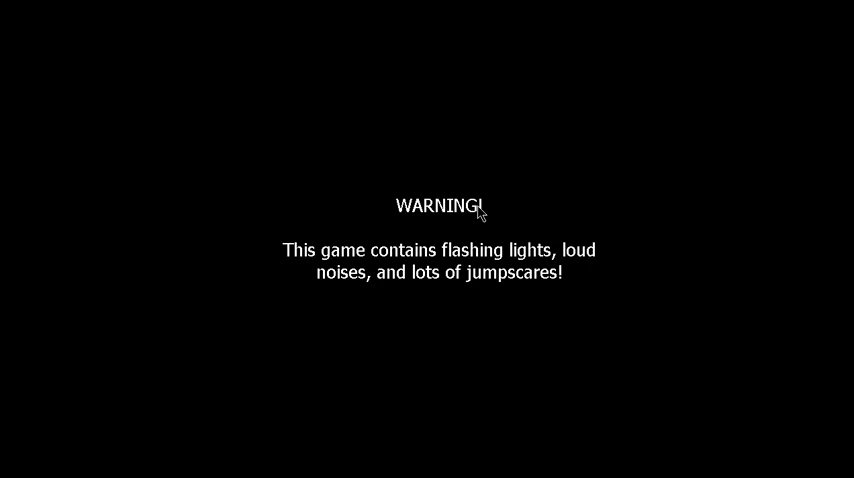 WARNING!
This game contains flashing lights, loud
noises, and lots of jumpscares!